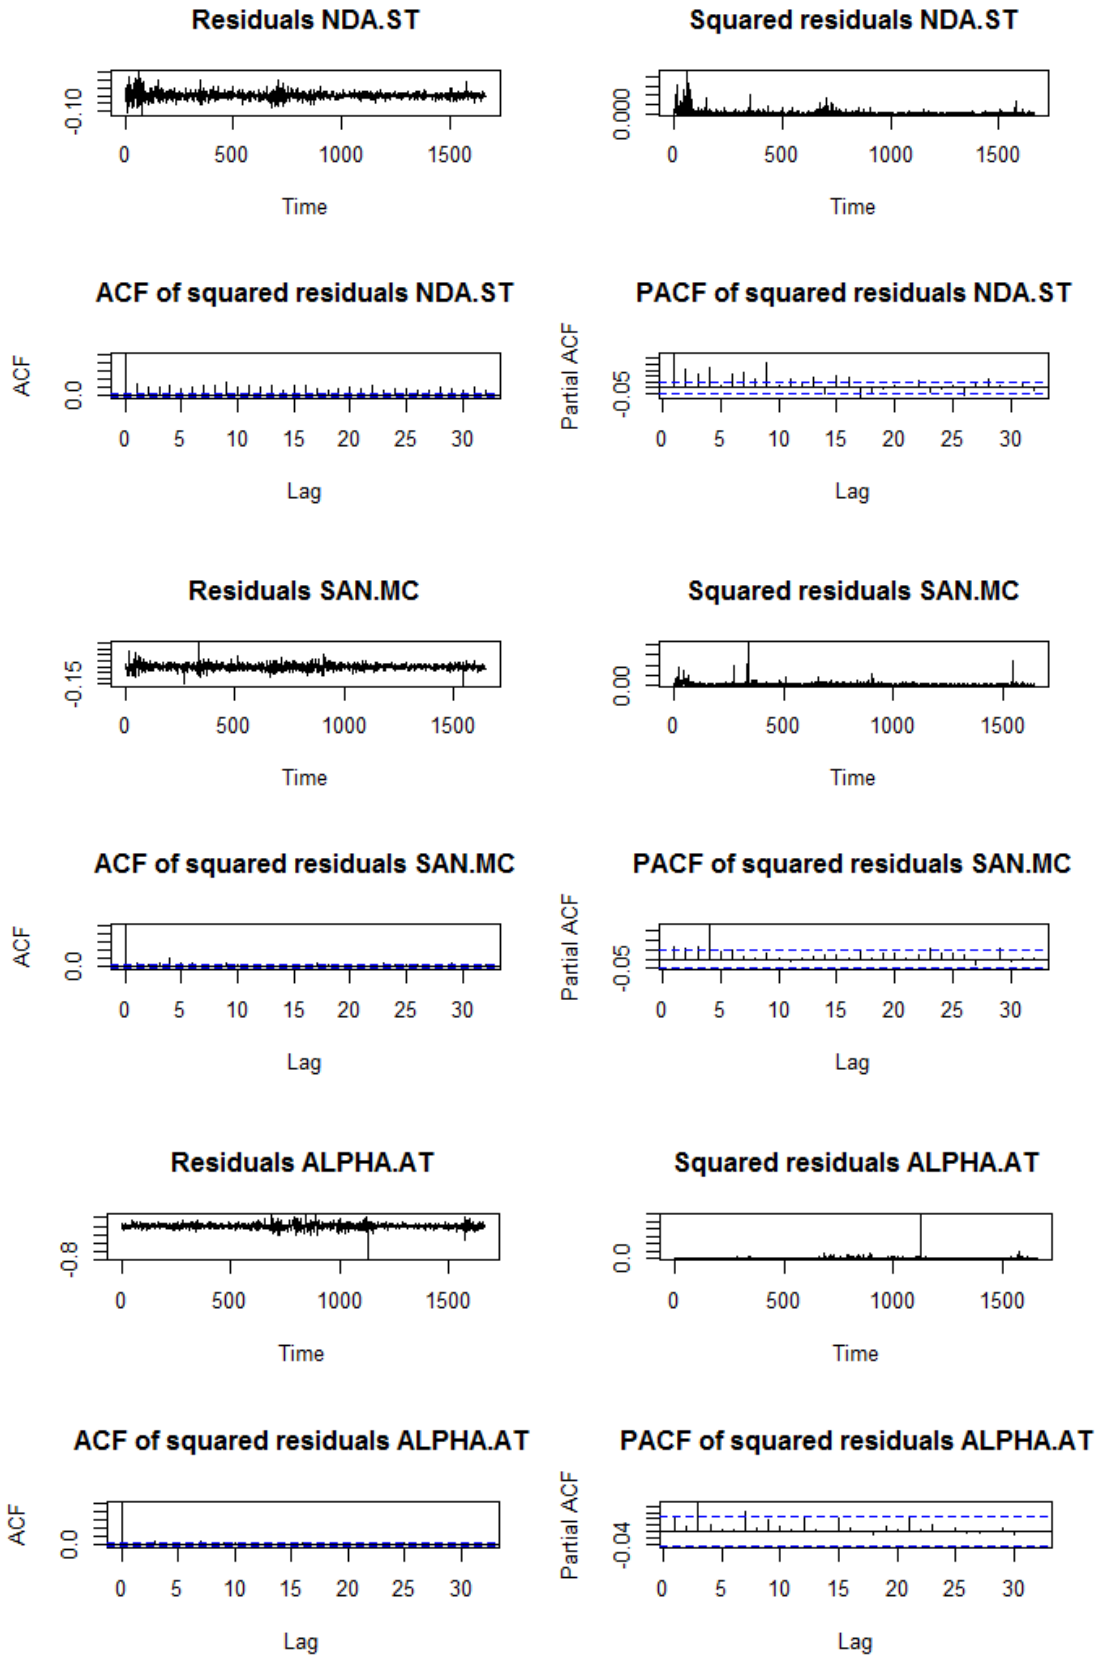 Residuals NDA.ST
-0.10
0 500 1000 1500
Time
Squared residuals NDA.ST
0.000
0 500 1000 1500
Time
ACF of squared residuals NDA.ST
ACF
0.0
0 5 10 15 20 25 30
Lag
PACF of squared residuals NDA.ST
Partial ACF
-0.05
0 5 10 15 20 25 30
Lag
Residuals SAN.MC
-0.15
0 500 1000 1500
Time
Squared residuals SAN.MC
0.00
0 500 1000 1500
Time
ACF of squared residuals SAN.MC
ACF
0.0
0 5 10 15 20 25 30
Lag
PACF of squared residuals SAN.MC
Partial ACF
-0.05
0 5 10 15 20 25 30
Lag
Residuals ALPHA.AT
-0.8
0 500 1000 1500
Time
Squared residuals ALPHA.AT
0.0
0 500 1000 1500
Time
ACF of squared residuals ALPHA.AT
ACF
0.0
0 5 10 15 20 25 30
Lag
PACF of squared residuals ALPHA.AT
Partial ACF
-0.04
0 5 10 15 20 25 30
Lag